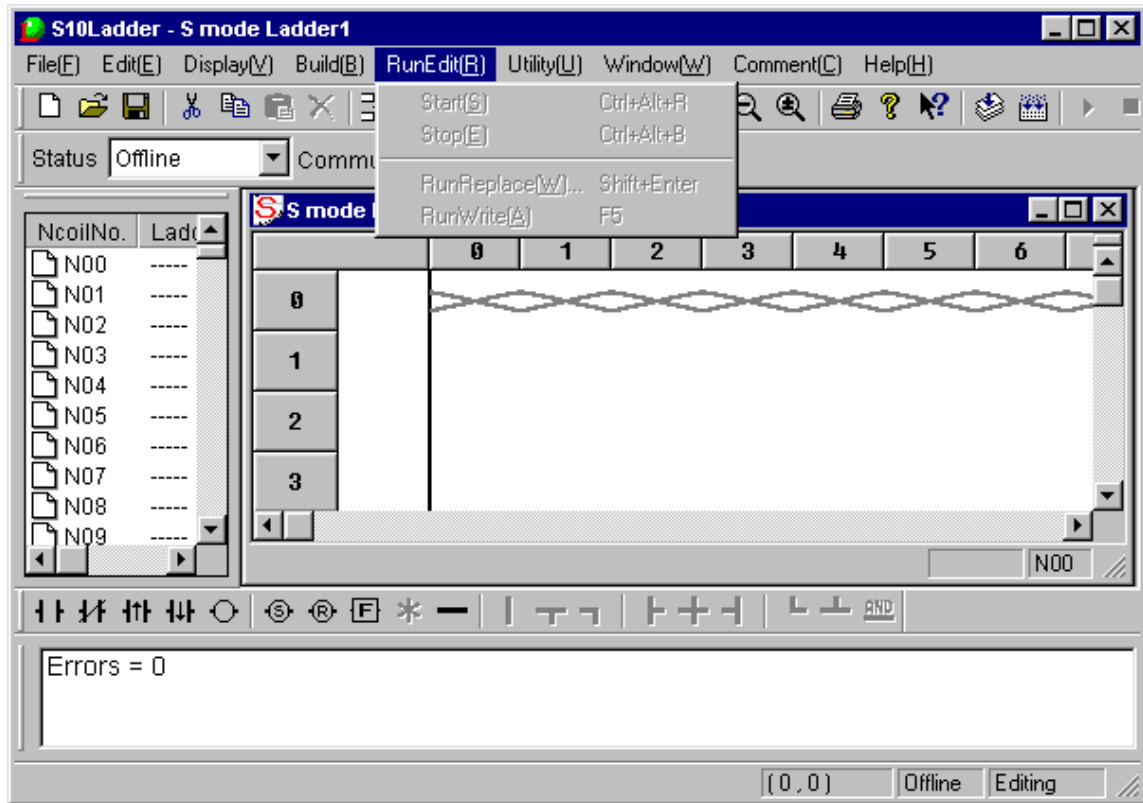 S10Ladder - S mode Ladder1
File(F) Edit(E) Display(V) Build(B) RunEdit(R) Utility(U) Window(W) Comment(C) Help(H)
Start(S) Ctrl+Alt+R
Stop(E) Ctrl+Alt+B
RunReplace(W)... Shift+Enter
RunWrite(A) F5
Status Offline Commu
S mode
NcoilNo. Ladd
N00 -----
N01 -----
N02 -----
N03 -----
N04 -----
N05 -----
N06 -----
N07 -----
N08 -----
N09 -----
0 1 2 3 4 5 6
0
1
2
3
N00
S R F AND
Errors = 0
(0,0) Offline Editing